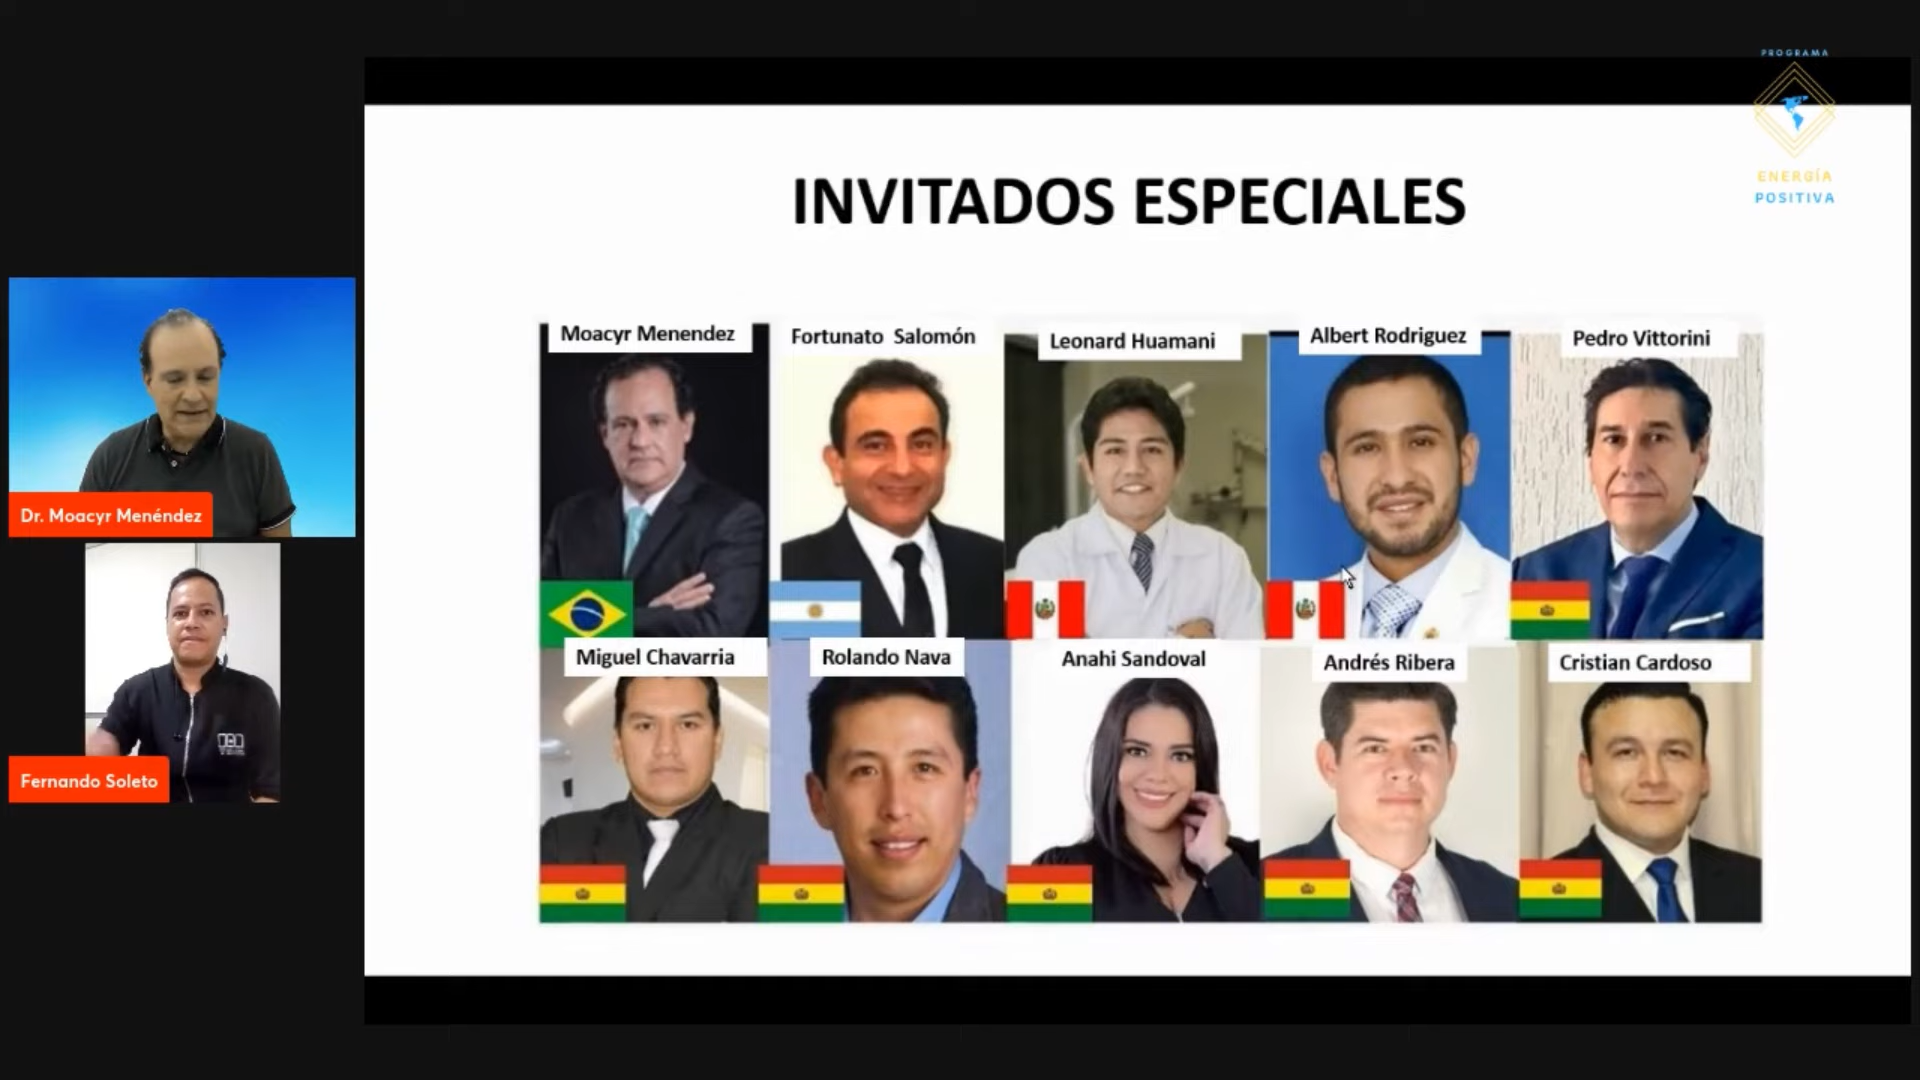 PROGRAMA
ENERGÍA
POSITIVA
INVITADOS ESPECIALES
Moacyr Menendez
Fortunato Salomón
Leonard Huamani
Albert Rodriguez
Pedro Vittorini
Miguel Chavarria
Rolando Nava
Anahi Sandoval
Andrés Ribera
Cristian Cardoso
Dr. Moacyr Menéndez
Fernando Soleto